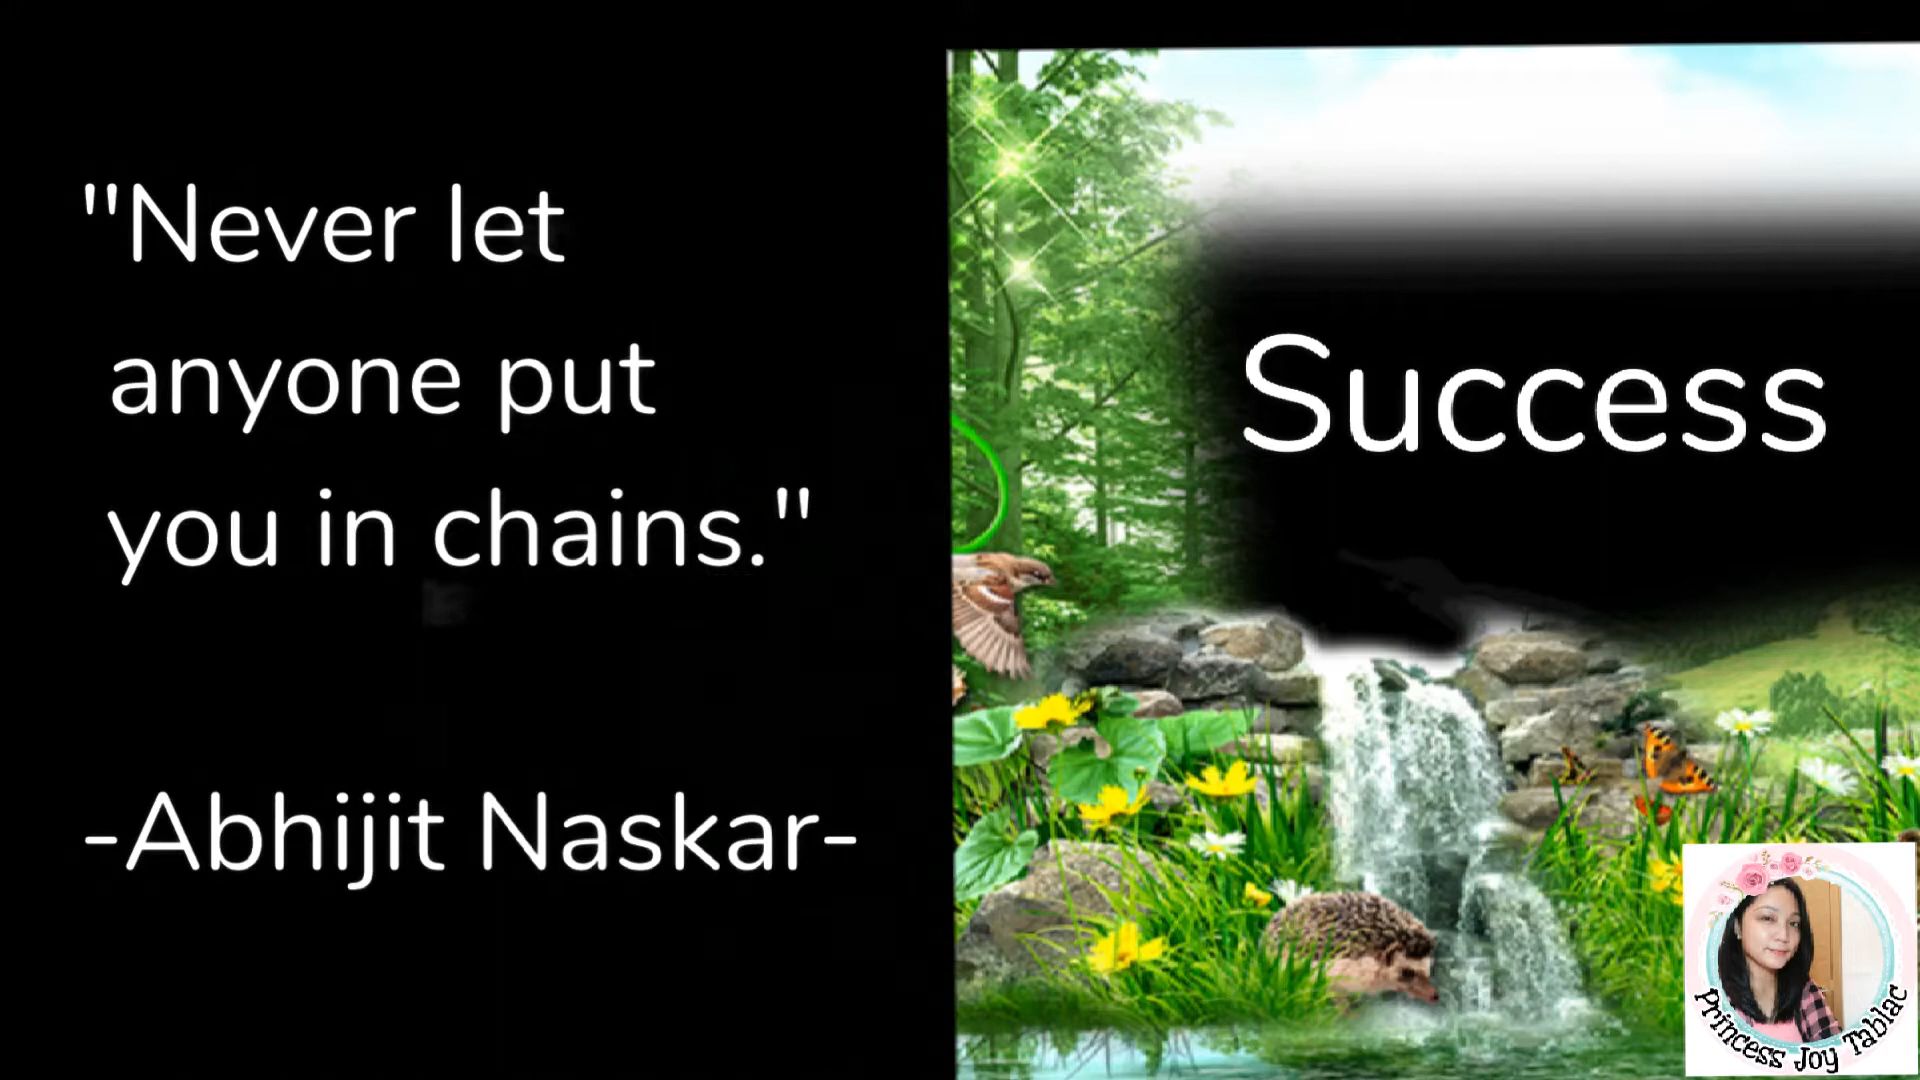 "Never let
anyone put
you in chains."
-Abhijit Naskar-
Success
Princess Joy Tablac